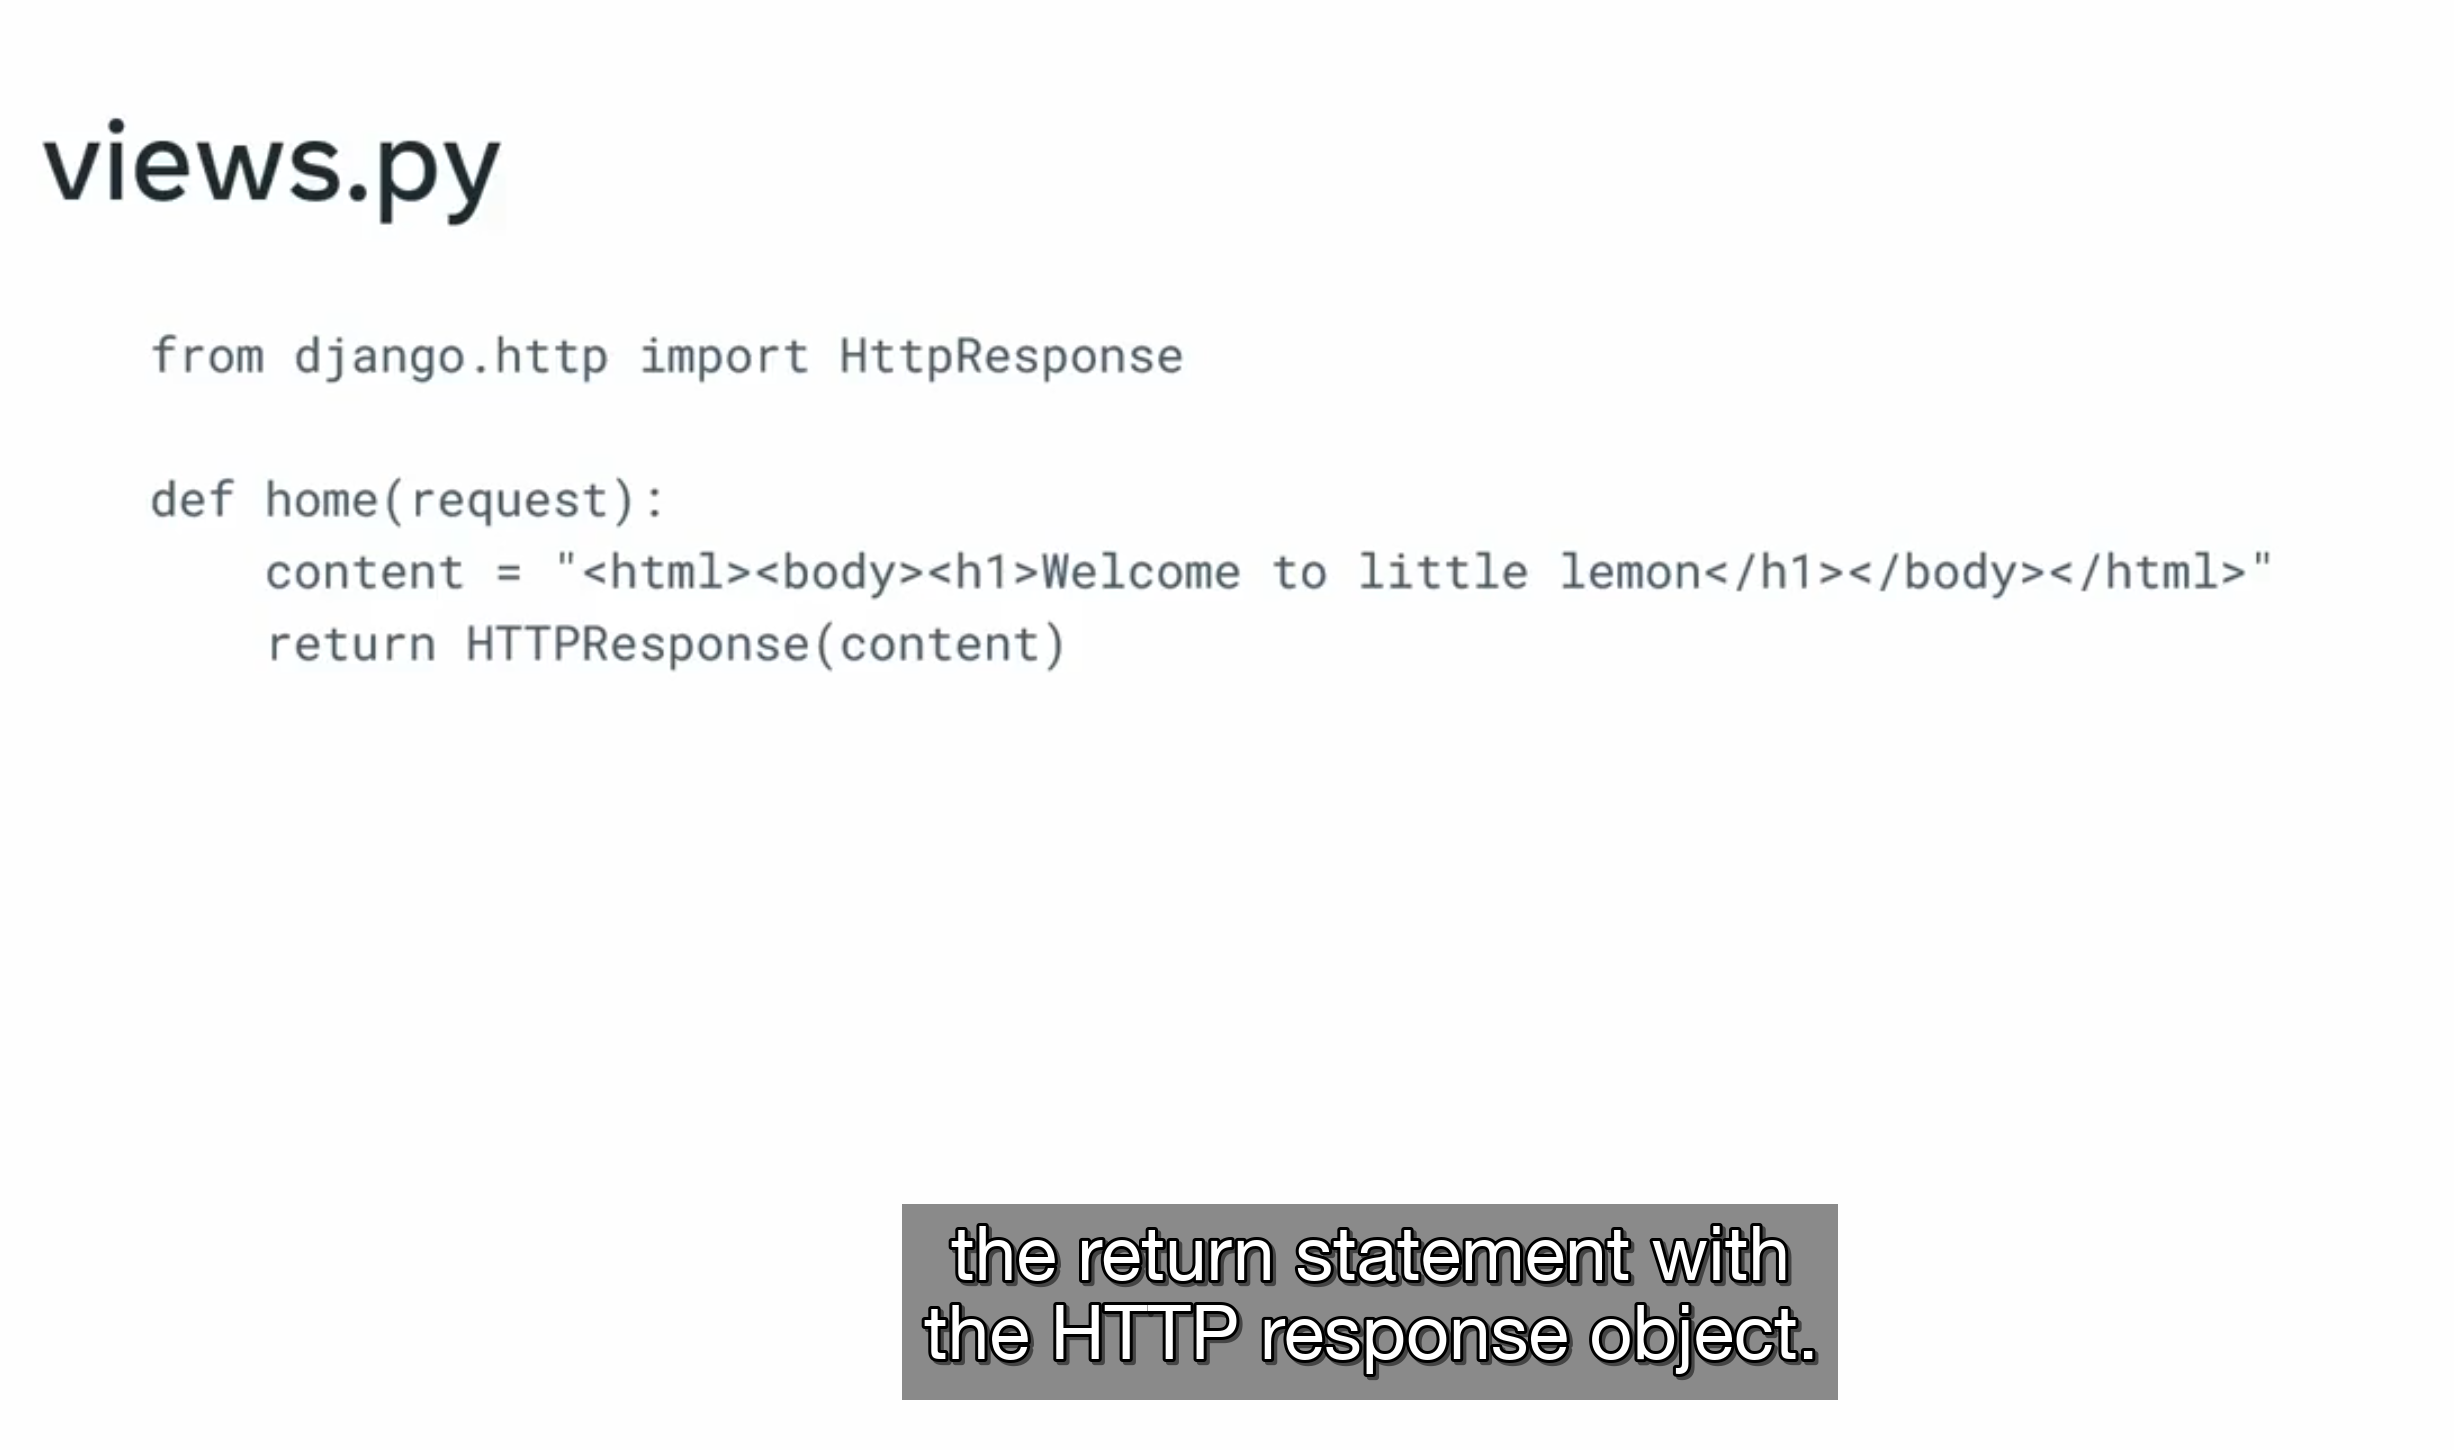 views.py
from django.http import HttpResponse
def home(request):
    content = "<html><body><h1>Welcome to little lemon</h1></body></html>"
    return HTTPResponse(content)
the return statement with
the HTTP response object.